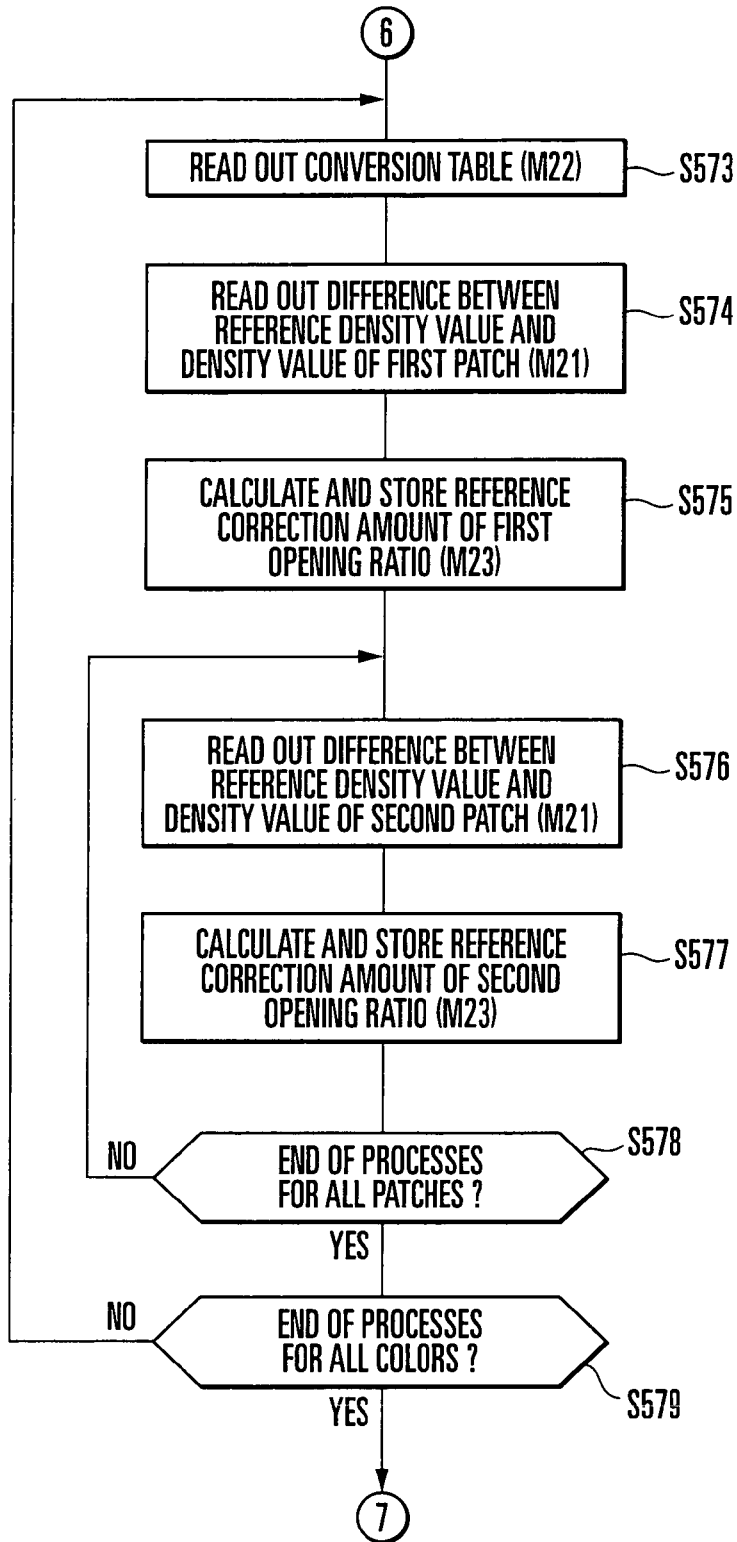 6
READ OUT CONVERSION TABLE (M22)
S573
READ OUT DIFFERENCE BETWEEN
REFERENCE DENSITY VALUE AND
DENSITY VALUE OF FIRST PATCH (M21)
S574
CALCULATE AND STORE REFERENCE
CORRECTION AMOUNT OF FIRST
OPENING RATIO (M23)
S575
READ OUT DIFFERENCE BETWEEN
REFERENCE DENSITY VALUE AND
DENSITY VALUE OF SECOND PATCH (M21)
S576
CALCULATE AND STORE REFERENCE
CORRECTION AMOUNT OF SECOND
OPENING RATIO (M23)
S577
END OF PROCESSES
FOR ALL PATCHES ?
S578
NO
YES
END OF PROCESSES
FOR ALL COLORS ?
S579
NO
YES
7